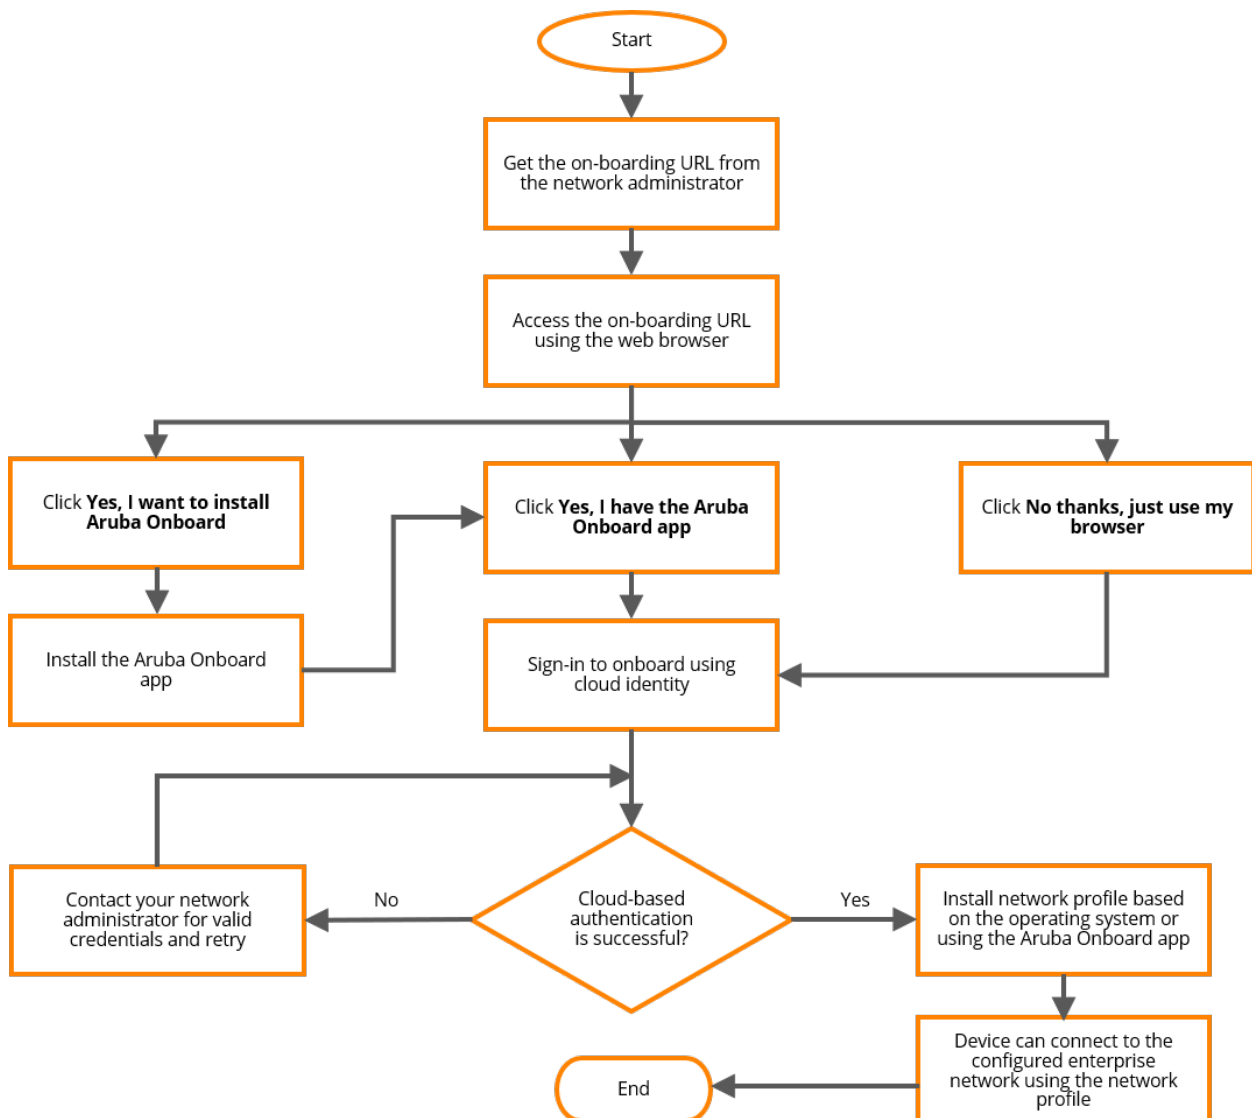 Start
Get the on-boarding URL from
the network administrator
Access the on-boarding URL
using the web browser
Click Yes, I want to install
Aruba Onboard
Click Yes, I have the Aruba
Onboard app
Click No thanks, just use my
browser
Install the Aruba Onboard
app
Sign-in to onboard using
cloud identity
Contact your network
administrator for valid
credentials and retry
No
Cloud-based
authentication
is successful?
Yes
Install network profile based
on the operating system or
using the Aruba Onboard app
Device can connect to the
configured enterprise
network using the network
profile
End